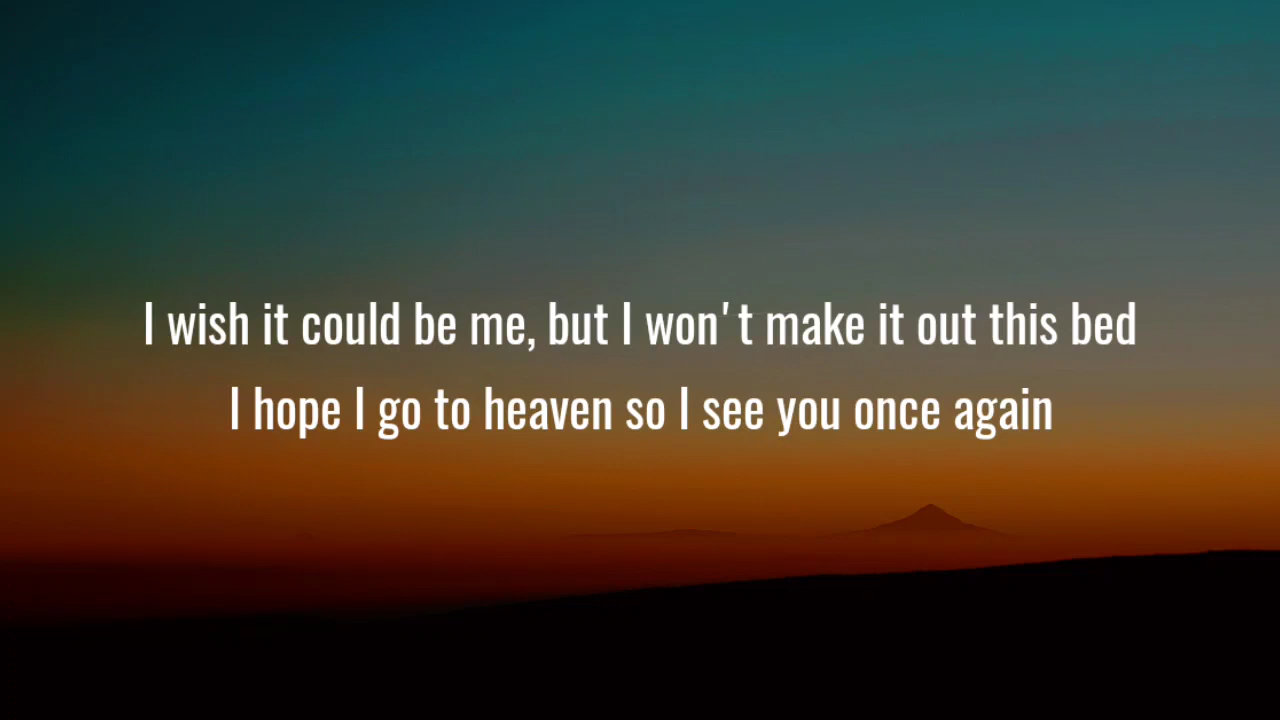 I wish it could be me, but I won't make it out this bed
I hope I go to heaven so I see you once again